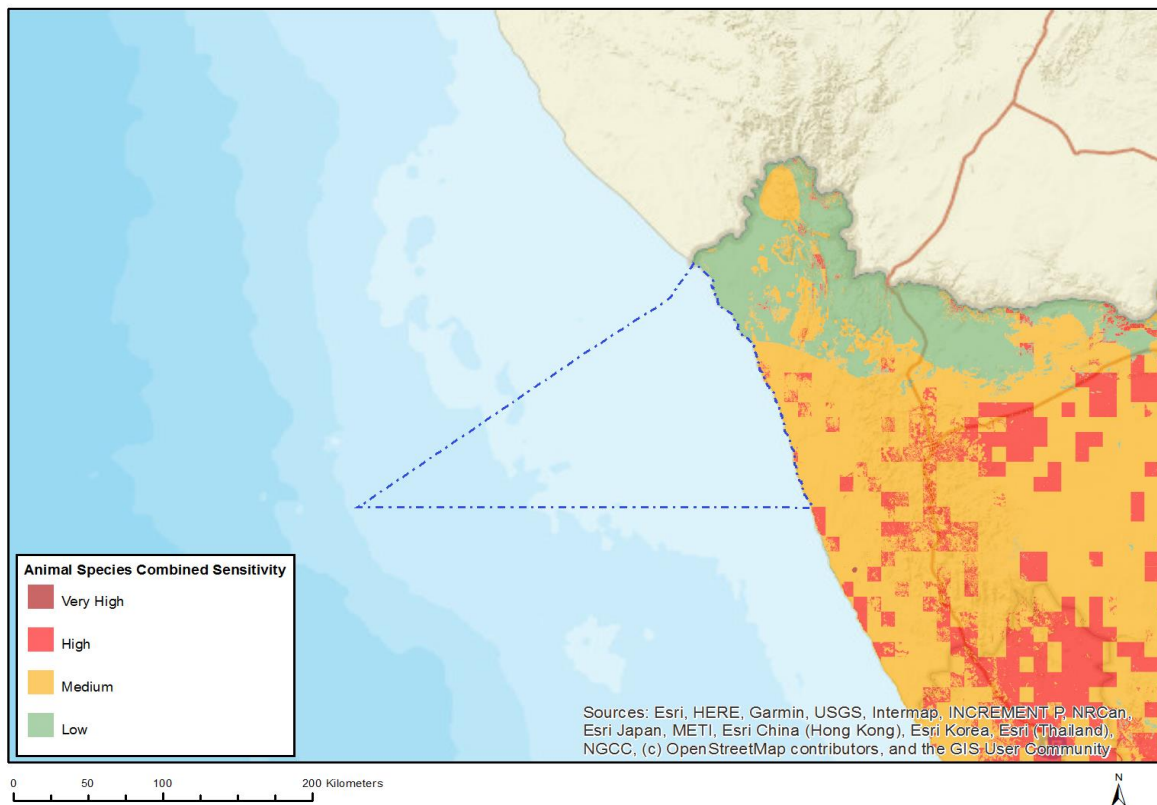 Animal Species Combined Sensitivity
Very High
High
Medium
Low
Sources: Esri, HERE, Garmin, USGS, Intermap, INCREMENT P, NRCan,
Esri Japan, METI, Esri China (Hong Kong), Esri Korea, Esri (Thailand),
NGCC, (c) OpenStreetMap contributors, and the GIS User Community
0 50 100 200 Kilometers
N